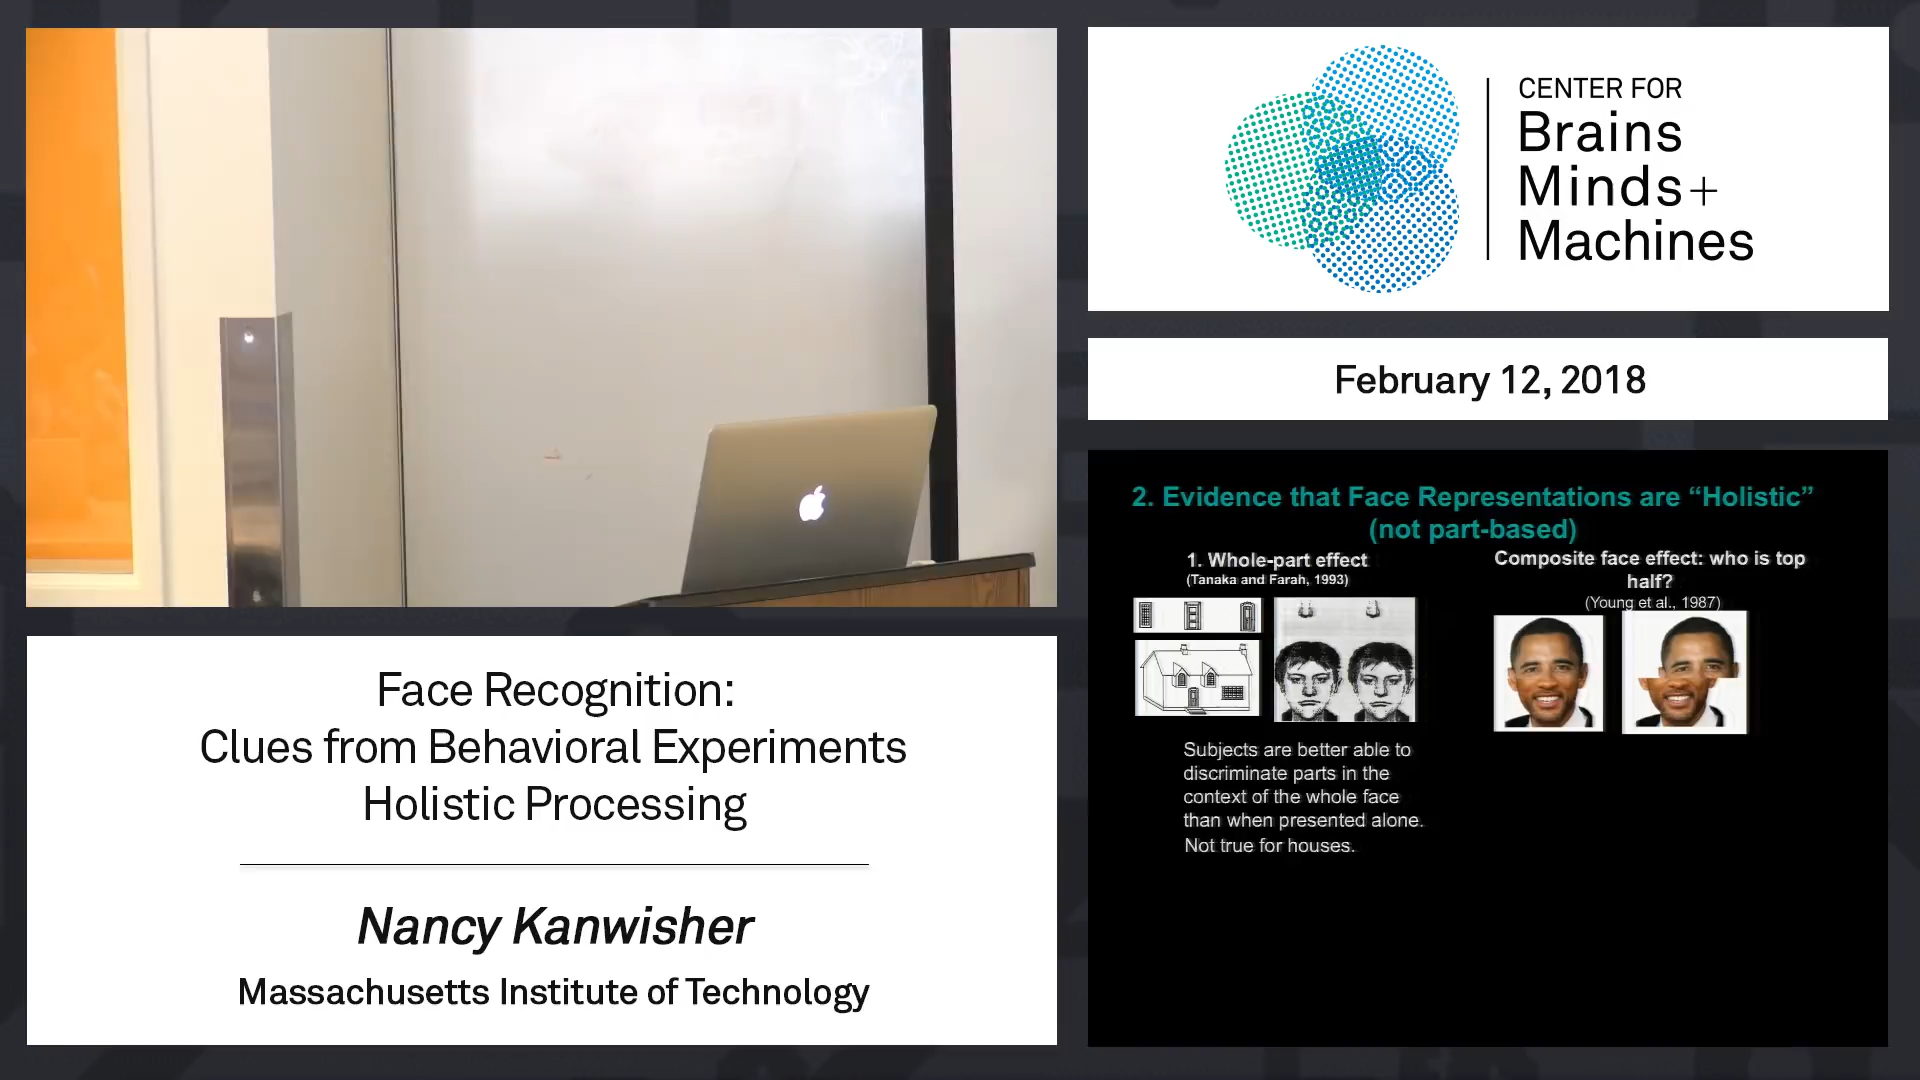 CENTER FOR
Brains
Minds+
Machines
February 12, 2018
2. Evidence that Face Representations are “Holistic”
(not part-based)
1. Whole-part effect
(Tanaka and Farah, 1993)
Subjects are better able to
discriminate parts in the
context of the whole face
than when presented alone.
Not true for houses.
Composite face effect: who is top
half?
(Young et al., 1987)
Face Recognition:
Clues from Behavioral Experiments
Holistic Processing
Nancy Kanwisher
Massachusetts Institute of Technology